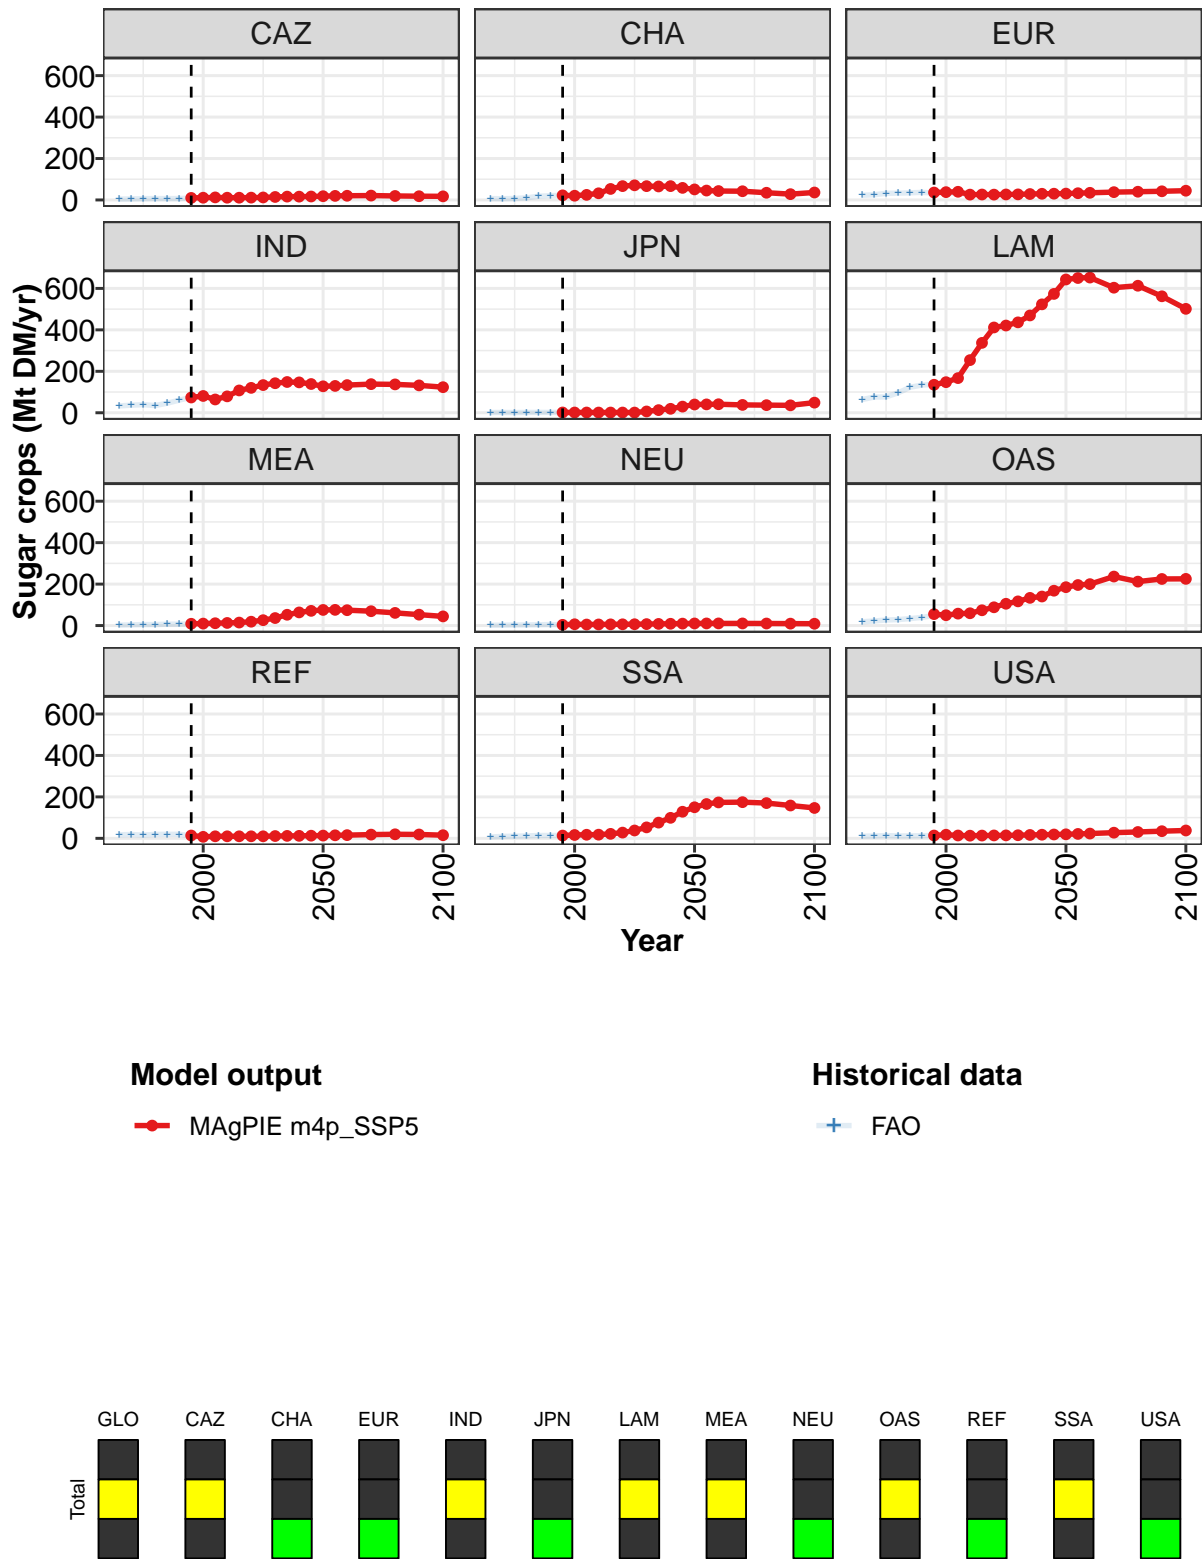 CAZ CHA EUR
600
400
200
0
IND JPN LAM
600
400
200
0
MEA NEU OAS
600
400
200
0
REF SSA USA
600
400
200
0
Sugar crops (Mt DM/yr)
2000 2050 2100 2000 2050 2100 2000 2050 2100
Year
Model output Historical data
MAgPIE m4p_SSP5 FAO
GLO CAZ CHA EUR IND JPN LAM MEA NEU OAS REF SSA USA
Total